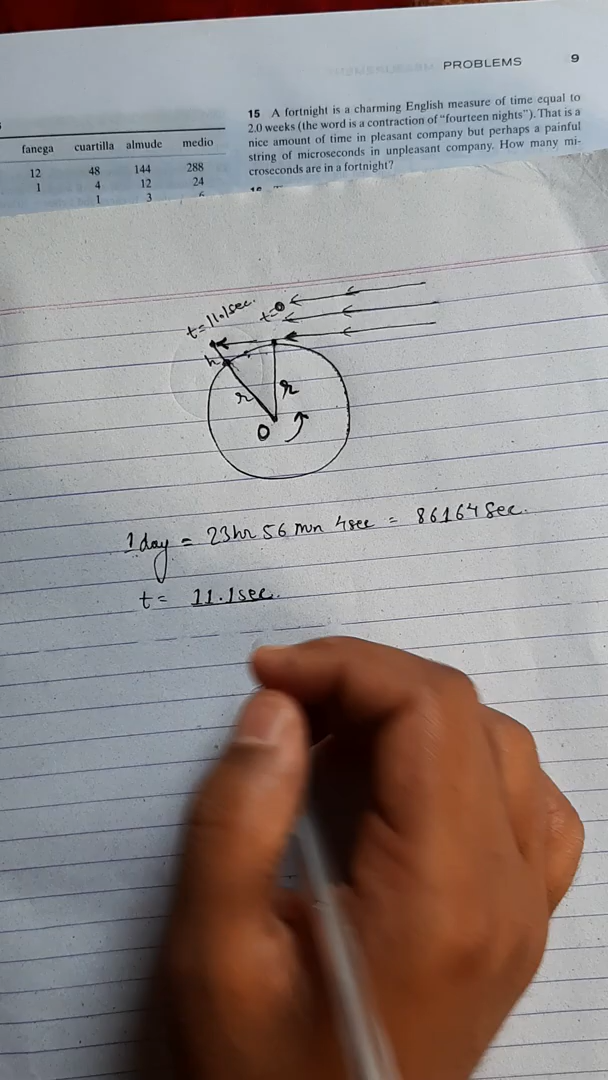 PROBLEMS 9
fanega cuartilla almude medio
12 48 144 288
1 4 12 24
1 3 6
15 A fortnight is a charming English measure of time equal to
2.0 weeks (the word is a contraction of "fourteen nights"). That is a
nice amount of time in pleasant company but perhaps a painful
string of microseconds in unpleasant company. How many mi-
croseconds are in a fortnight?
t=11.1sec.
t=0
h
r
r
O
1 day = 23hr 56 mn 4sec = 86164 Sec.
t= 11.1sec.